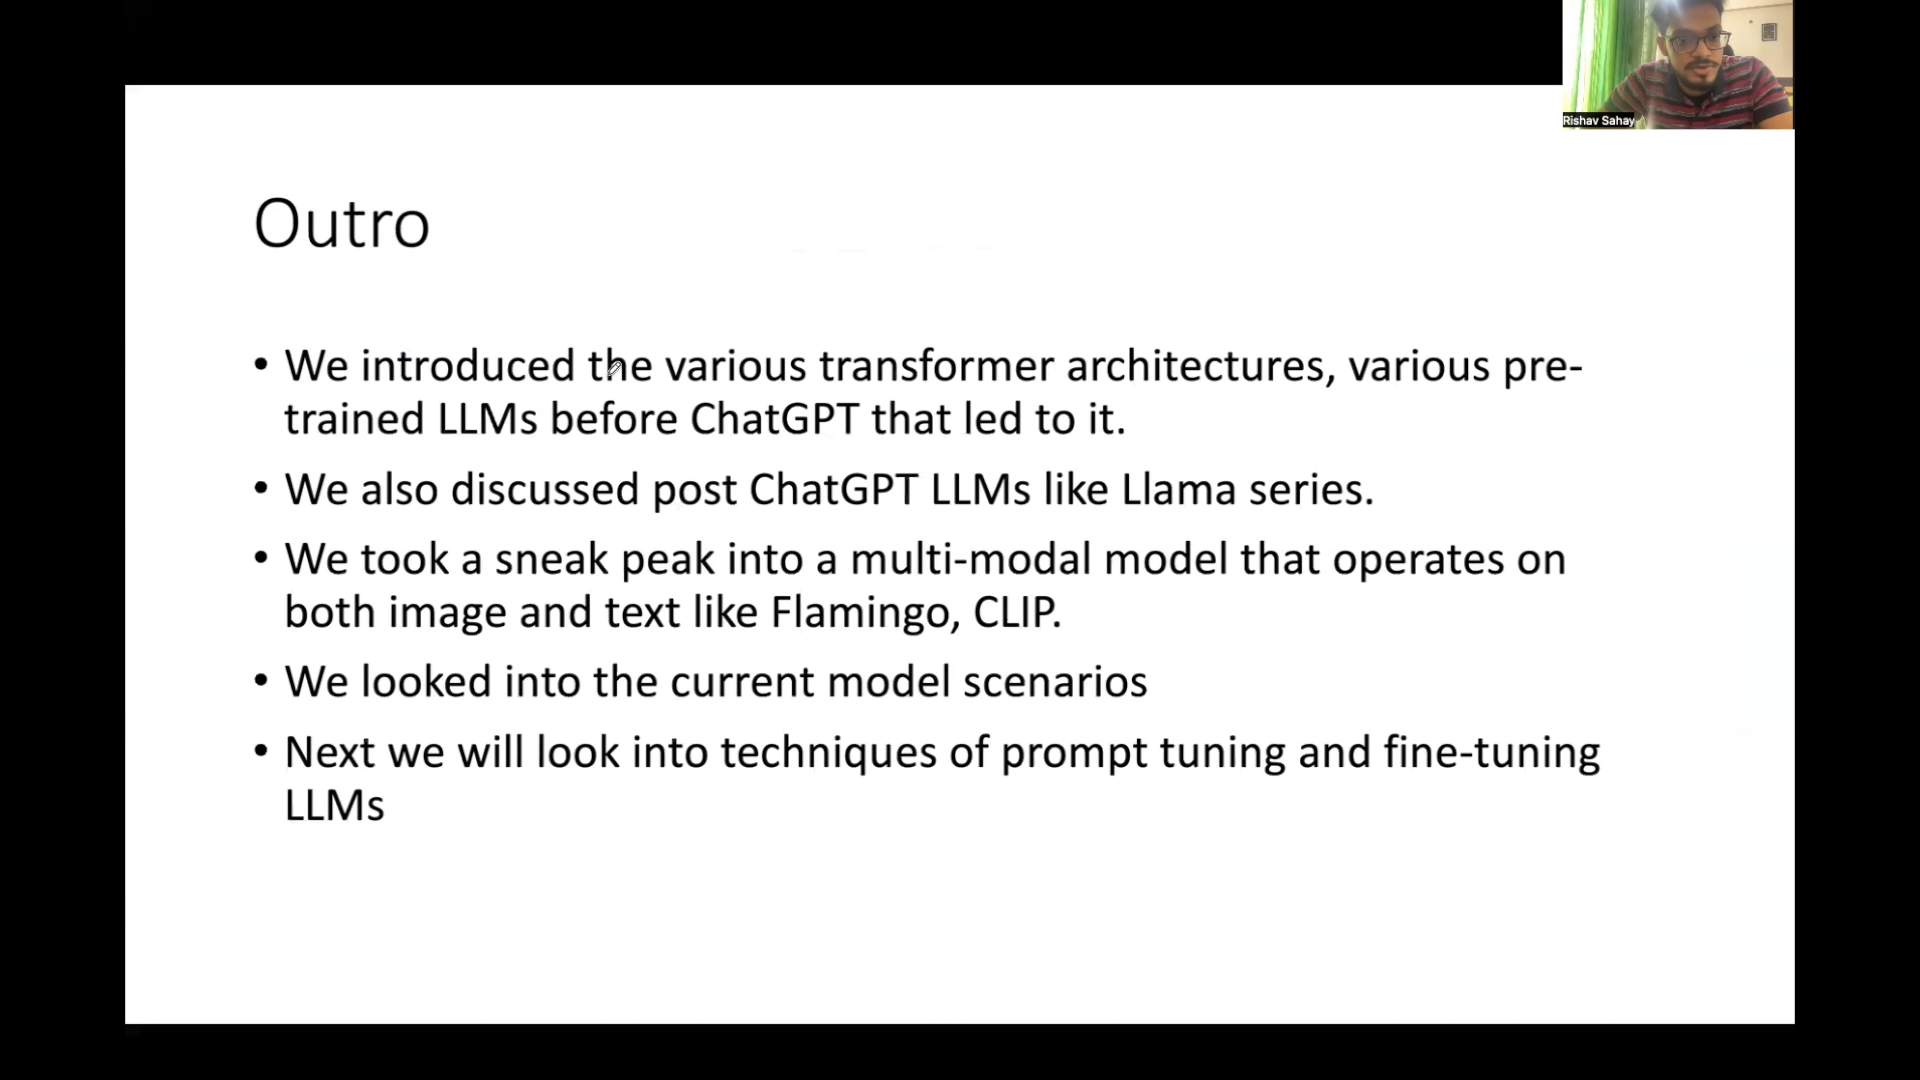 Rishav Sahay
Outro
• We introduced the various transformer architectures, various pre-
trained LLMs before ChatGPT that led to it.
• We also discussed post ChatGPT LLMs like Llama series.
• We took a sneak peak into a multi-modal model that operates on
both image and text like Flamingo, CLIP.
• We looked into the current model scenarios
• Next we will look into techniques of prompt tuning and fine-tuning
LLMs